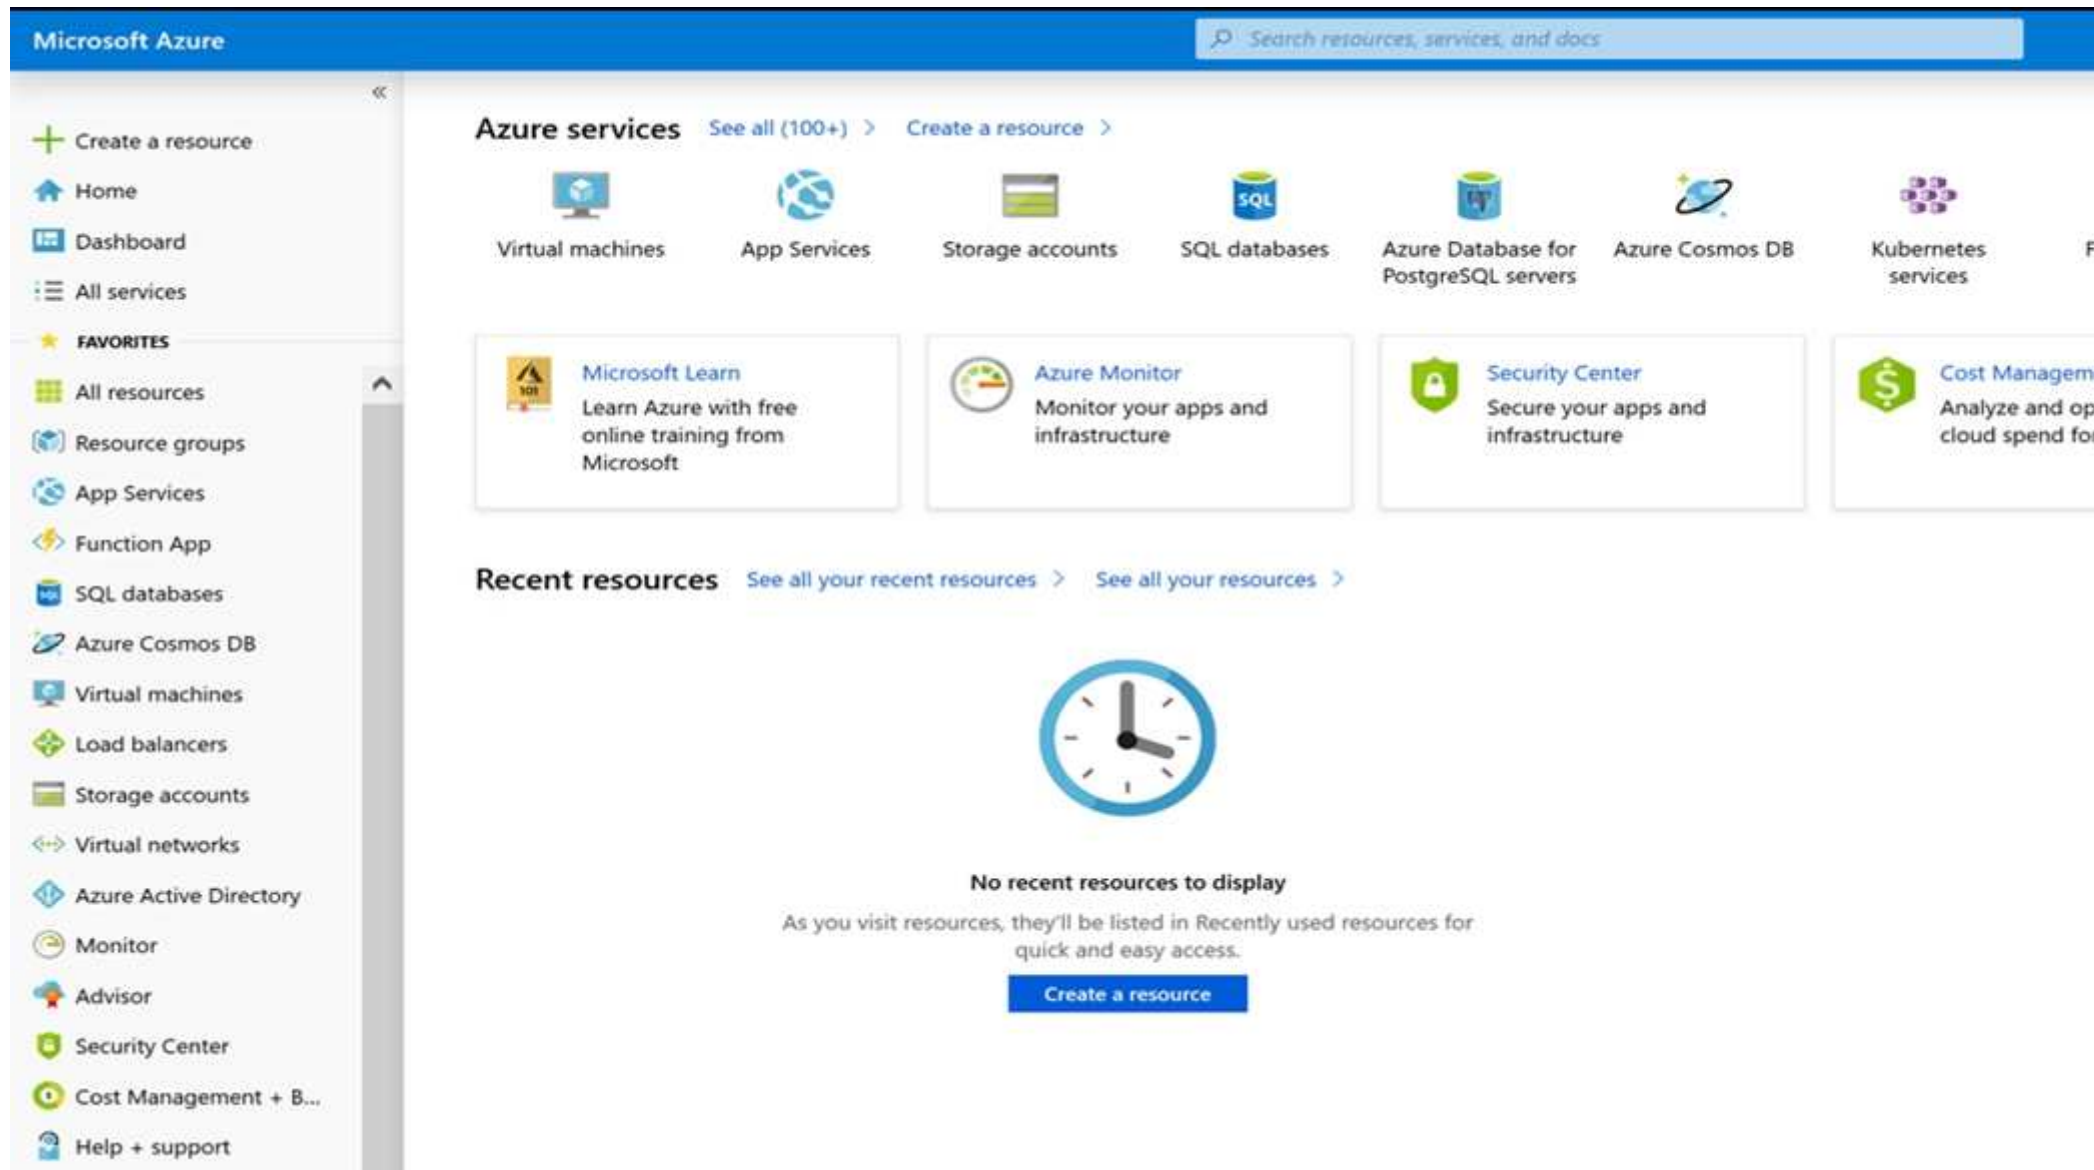 Microsoft Azure
Search resources, services, and docs
«
Create a resource
Home
Dashboard
All services
FAVORITES
All resources
Resource groups
App Services
Function App
SQL databases
Azure Cosmos DB
Virtual machines
Load balancers
Storage accounts
Virtual networks
Azure Active Directory
Monitor
Advisor
Security Center
Cost Management + B...
Help + support
Azure services See all (100+) > Create a resource >
Virtual machines
App Services
Storage accounts
SQL
SQL databases
Azure Database for
PostgreSQL servers
Azure Cosmos DB
Kubernetes
services
F
101
Microsoft Learn
Learn Azure with free
online training from
Microsoft
Azure Monitor
Monitor your apps and
infrastructure
Security Center
Secure your apps and
infrastructure
$
Cost Managem
Analyze and op
cloud spend for
Recent resources See all your recent resources > See all your resources >
No recent resources to display
As you visit resources, they'll be listed in Recently used resources for
quick and easy access.
Create a resource